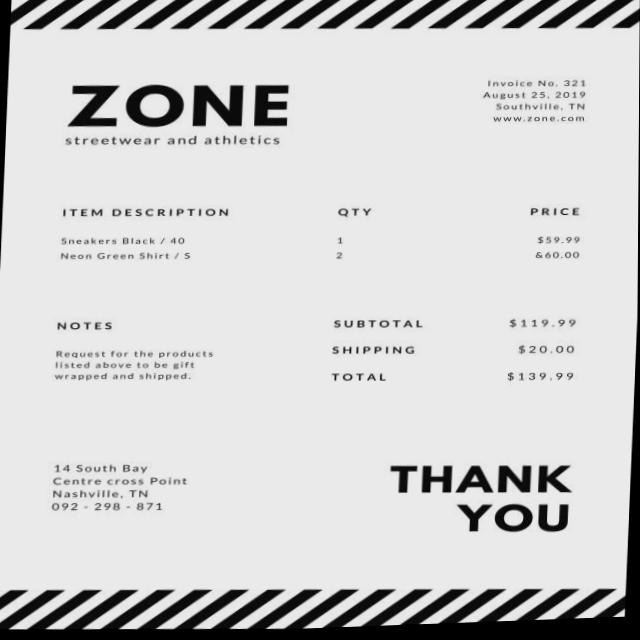 ZONE
streetwear and athletics
Invoice No. 321
August 25, 2019
Southville, TN
www.zone.com
ITEM DESCRIPTION QTY PRICE
Sneakers Black / 40 1 $59.99
Neon Green Shirt / S 2 &60.00
NOTES
Request for the products
listed above to be gift
wrapped and shipped.
SUBTOTAL $119.99
SHIPPING $20.00
TOTAL $139.99
14 South Bay
Centre cross Point
Nashville, TN
092 - 298 - 871
THANK
YOU